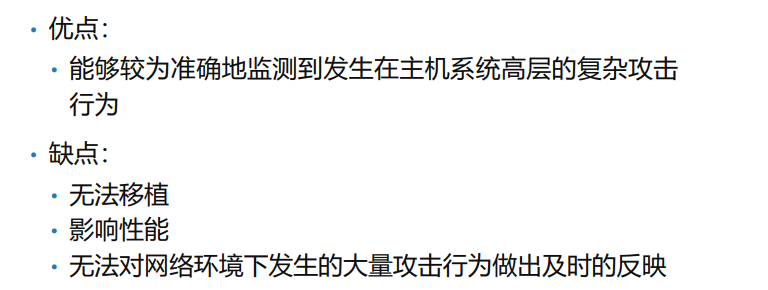 • 优点：
• 能够较为准确地监测到发生在主机系统高层的复杂攻击
行为
• 缺点：
• 无法移植
• 影响性能
• 无法对网络环境下发生的大量攻击行为做出及时的反映